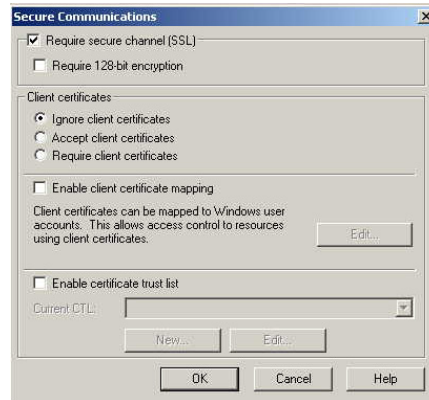 Secure Communications
Require secure channel (SSL)
Require 128-bit encryption
Client certificates
Ignore client certificates
Accept client certificates
Require client certificates
Enable client certificate mapping
Client certificates can be mapped to Windows user
accounts. This allows access control to resources
using client certificates.
Edit...
Enable certificate trust list
Current CTL:
New... Edit...
OK Cancel Help